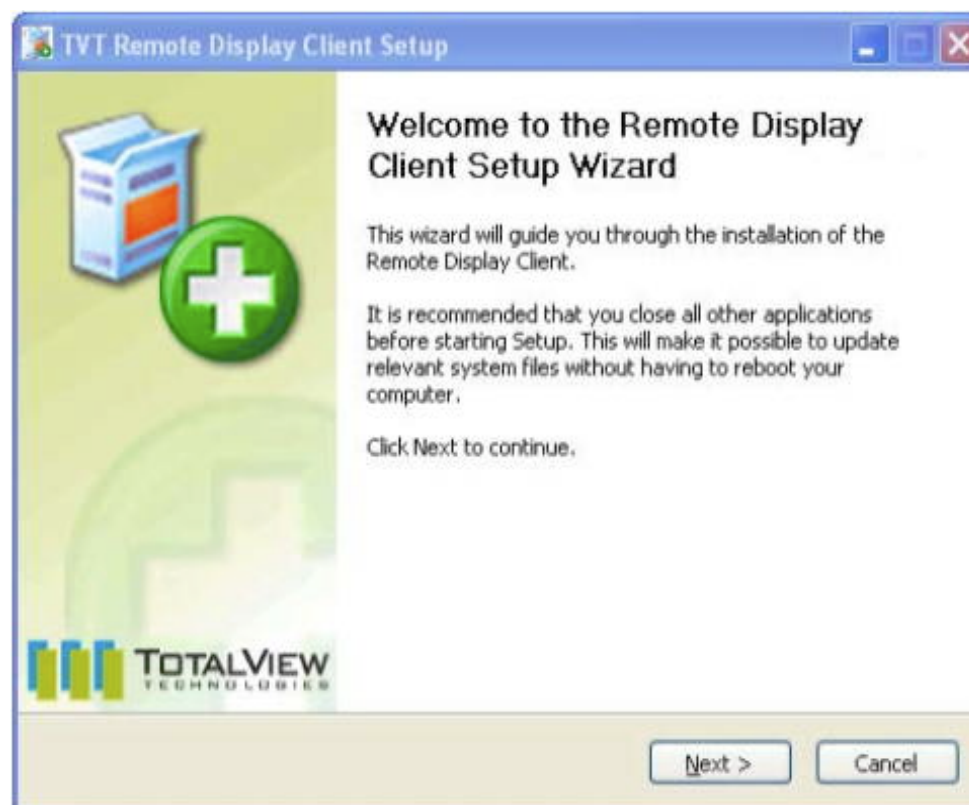 TVT Remote Display Client Setup
Welcome to the Remote Display
Client Setup Wizard
This wizard will guide you through the installation of the
Remote Display Client.
It is recommended that you close all other applications
before starting Setup. This will make it possible to update
relevant system files without having to reboot your
computer.
Click Next to continue.
TOTALVIEW
TECHNOLOGIES
Next >
Cancel